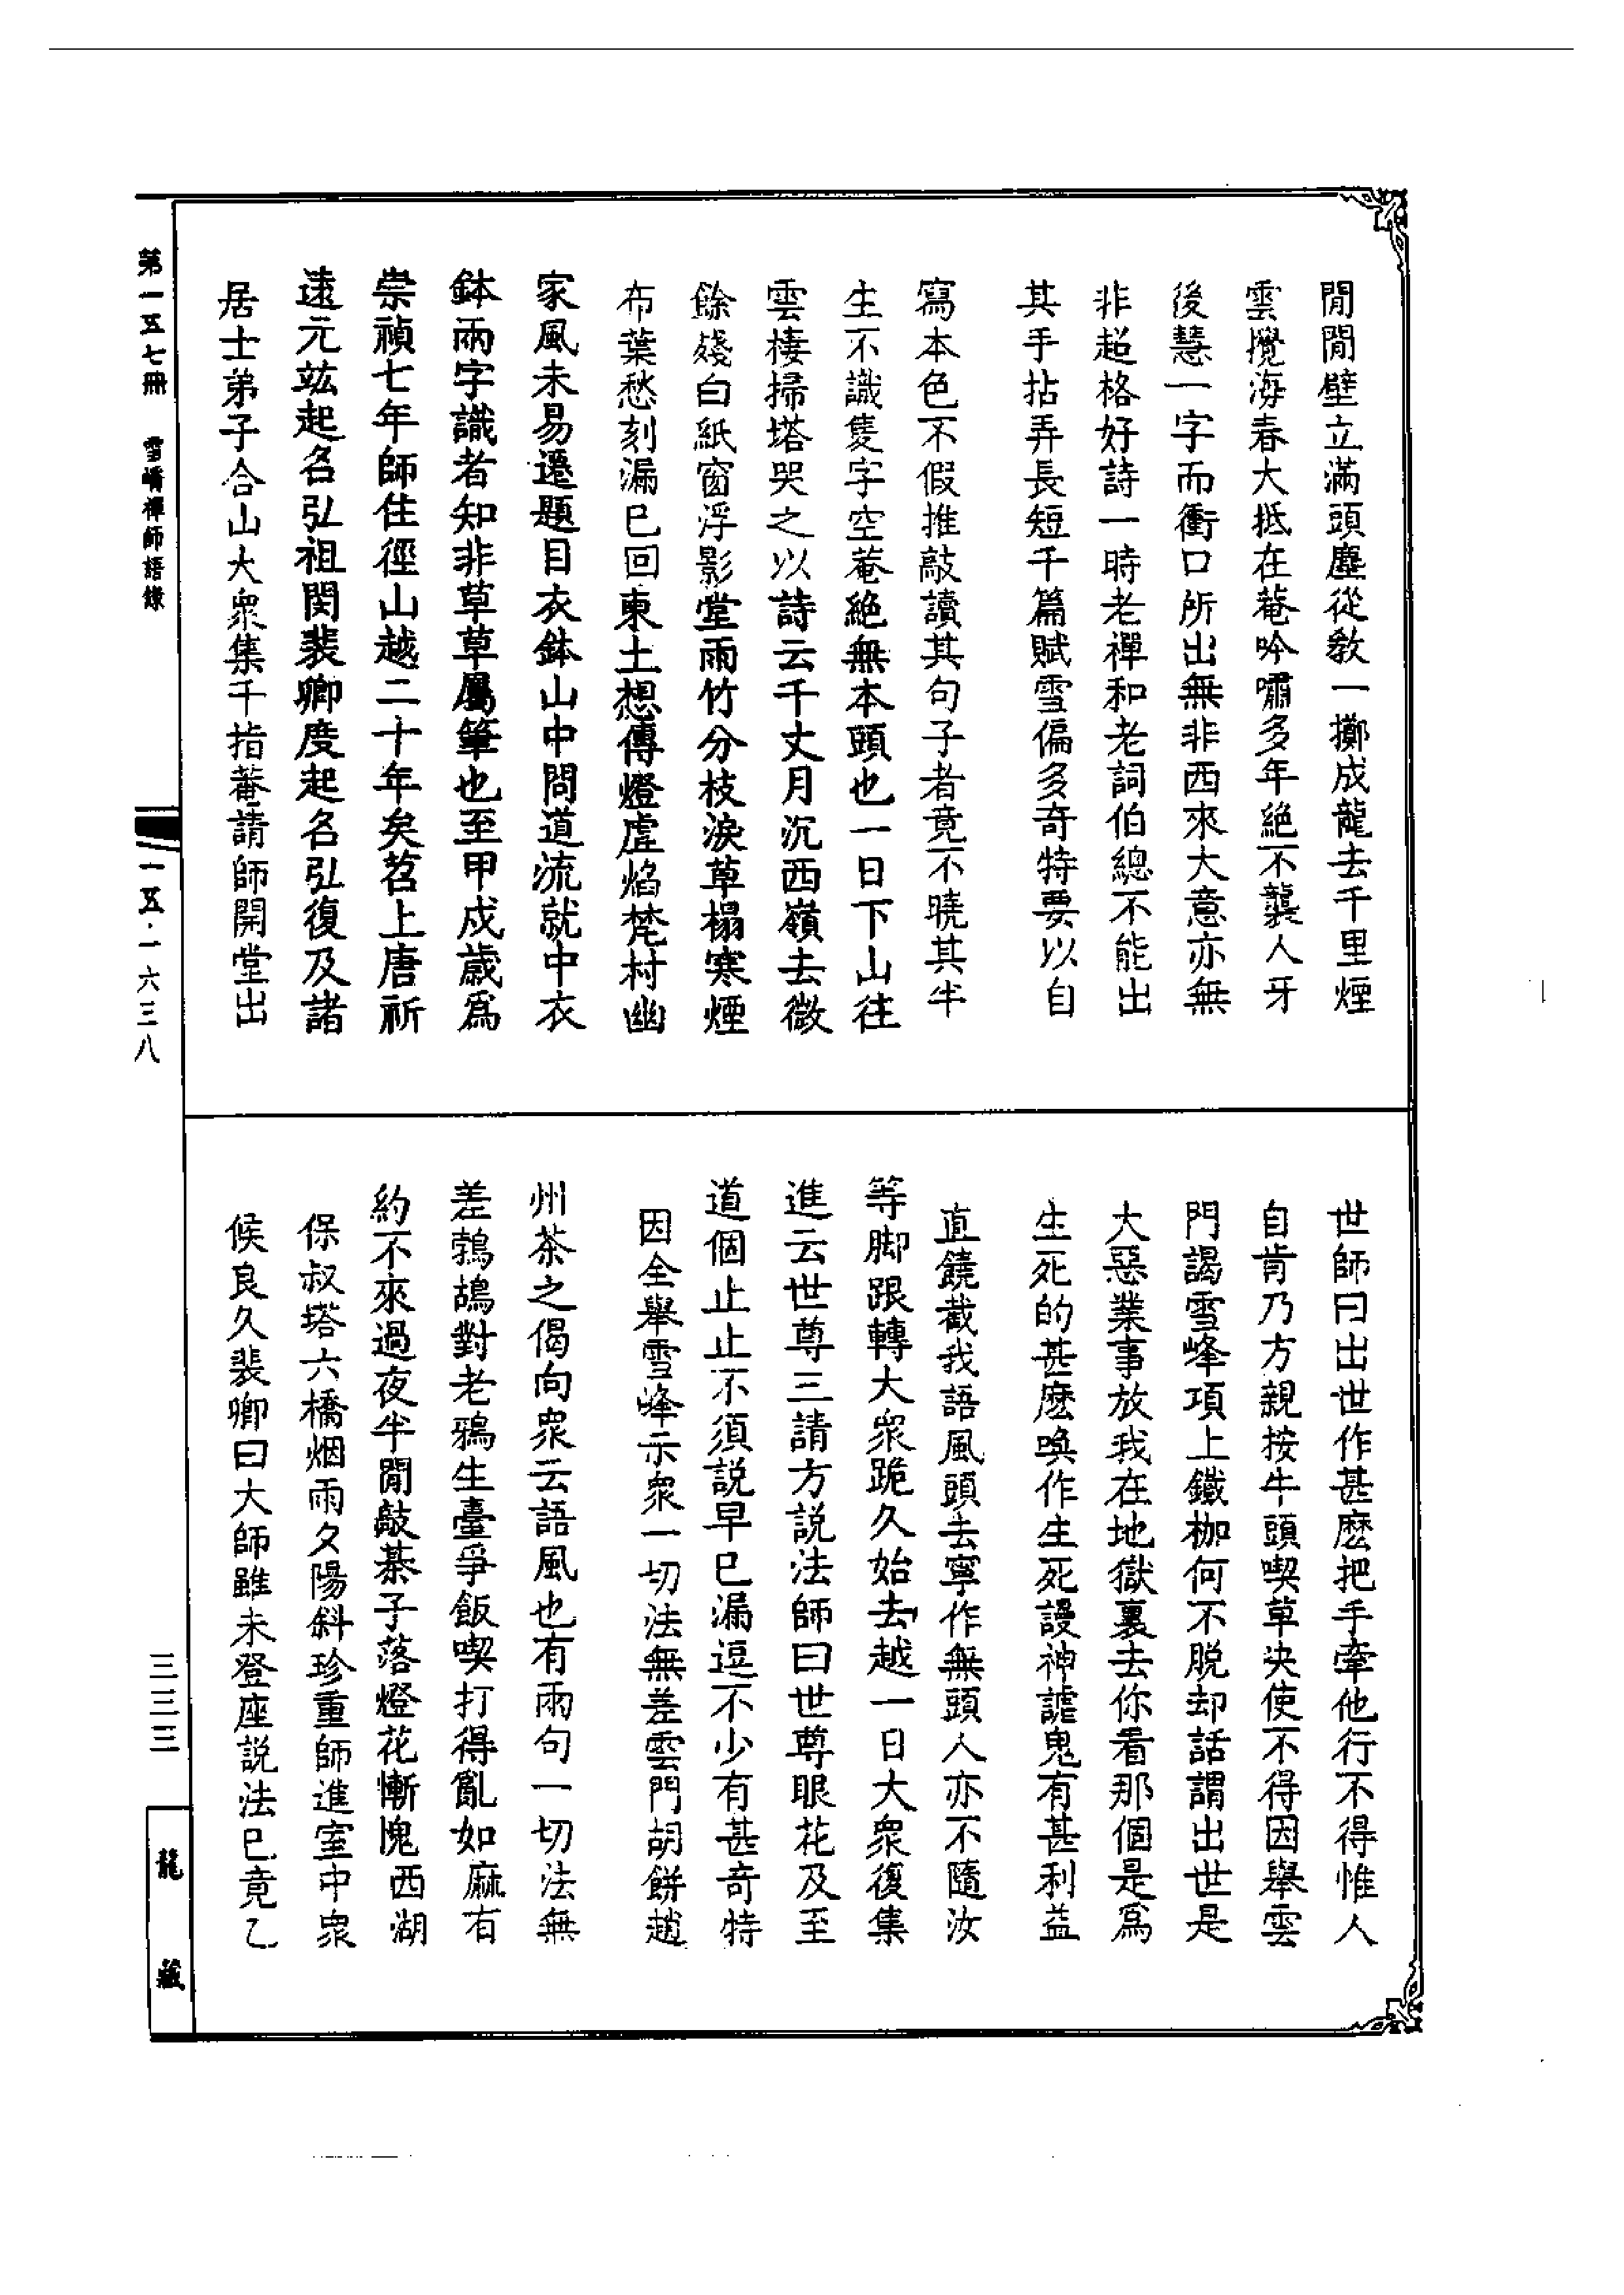 閒閒壁立滿頭塵從教一擲成龍去千里煙
雲攪海春大抵在菴吟嘯多年絕不襲人牙
後慧一字而衝口所出無非西來大意亦無
非超格好詩一時老禪和老詞伯總不能出
其手拈弄長短千篇賦雪偏多奇特要以自
寫本色不假推敲讀其句子者竟不曉其半
生不識隻字空菴絕無本頭也一日下山往
雲棲掃塔哭之以詩云千丈月沉西嶺去微
餘殘白紙窗浮影堂雨竹分枝淚草榻寒煙
布葉愁刻漏已回東土想傳燈虛焰梵村幽
家風未易遷題目衣鉢山中問道流就中衣
鉢兩字識者知非草草屬筆也至甲戍歲爲
崇禎七年師住徑山越二十年矣苕上唐祈
遠元竑起名弘祖閔裴卿度起名弘復及諸
居士弟子合山大眾集千指菴請師開堂出
世師曰出世作甚麽把手牽他行不得惟人
自肯乃方親按牛頭喫草決使不得因舉雲
門謁雪峰項上鐵枷何不脫却話謂出世是
大惡業事放我在地獄裏去你看那個是爲
生死的甚麽喚作生死謾神謔鬼有甚利益
直饒截我語風頭去寧作無頭人亦不隨汝
等脚跟轉大眾跪久始去越一日大眾復集
進云世尊三請方説法師曰世尊眼花及至
道個止止不須説早已漏逗不少有甚奇特
因全舉雪峰示眾一切法無差雲門胡餅趙
州茶之偈向眾云語風也有兩句一切法無
差鷓鴣對老鴉生臺爭飯喫打得亂如麻有
約不來過夜半閒敲棊子落燈花慚愧西湖
保叔塔六橋烟雨夕陽斜珍重師進室中眾
候良久裴卿曰大師雖未登座説法已竟乙
第一五七冊　雪嶠禪師語錄
一五·一六三八
三三三
龍藏